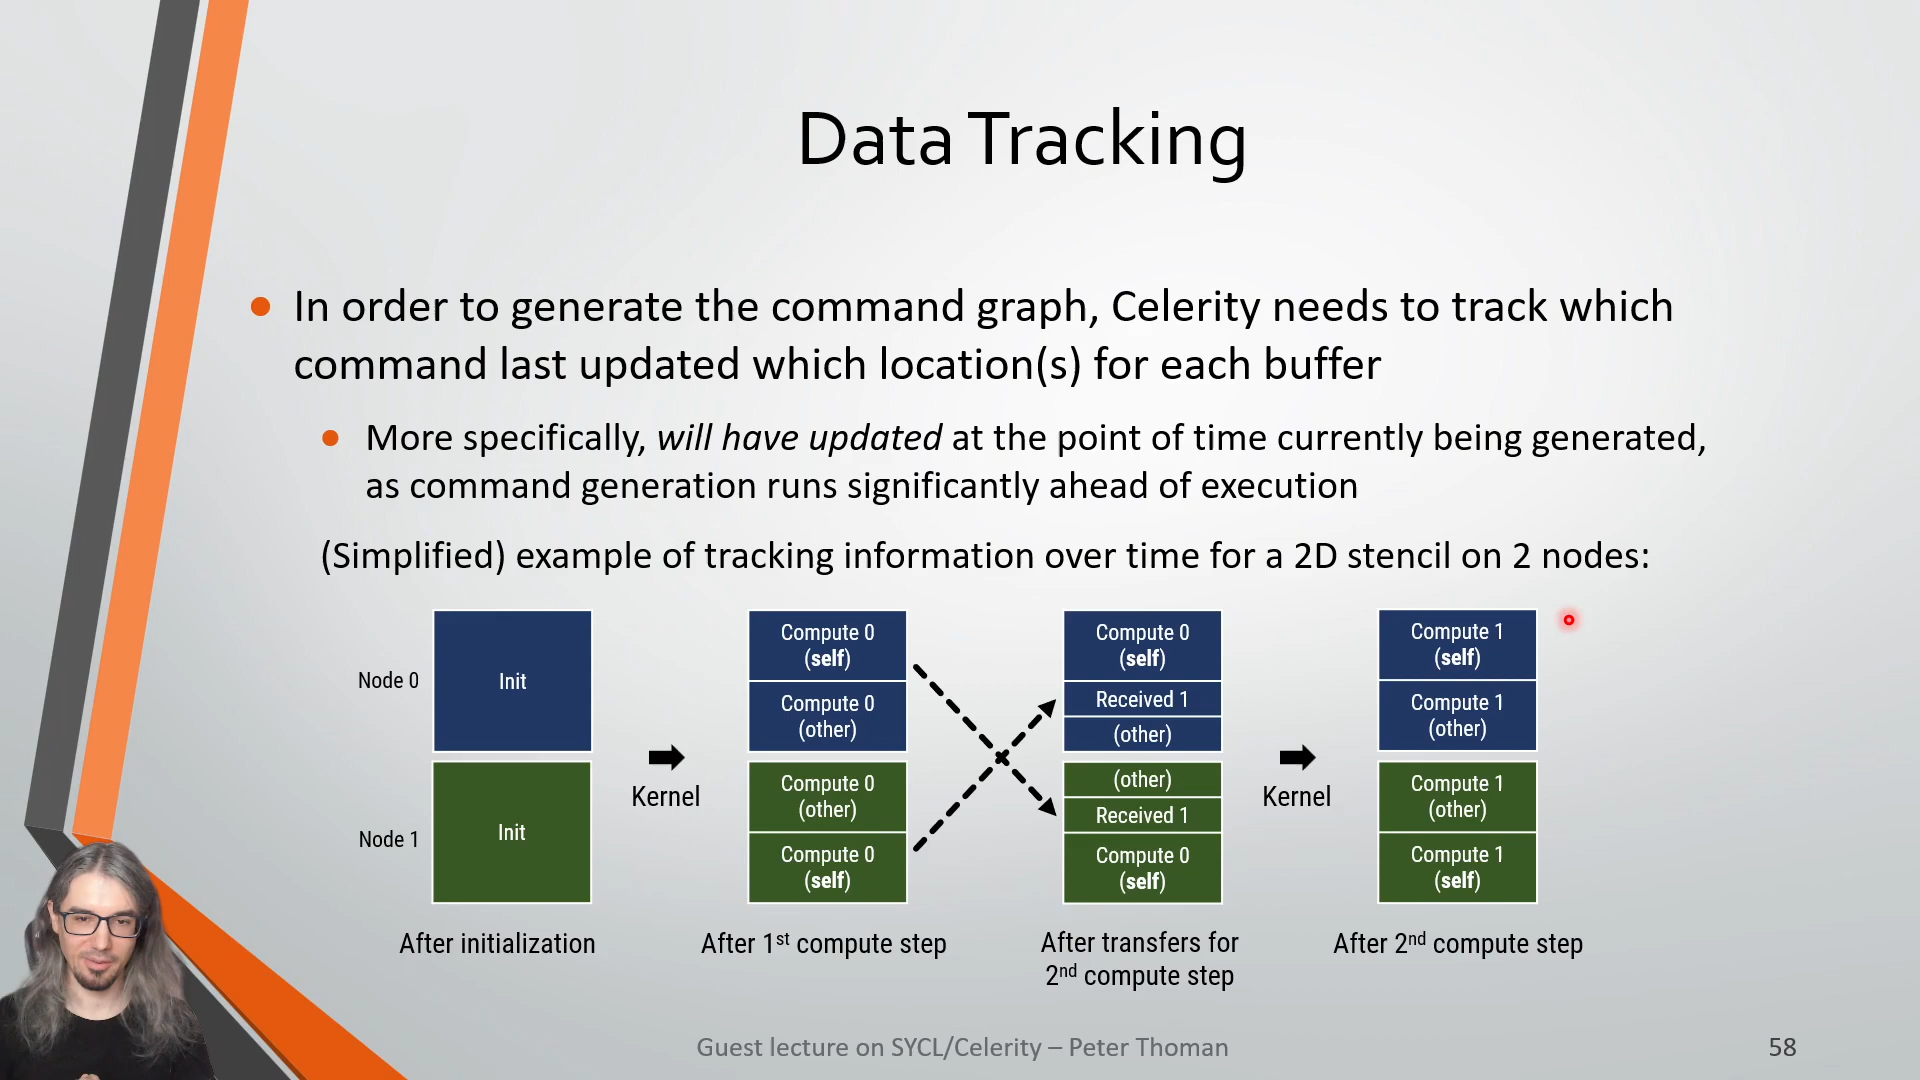 Data Tracking
In order to generate the command graph, Celerity needs to track which
command last updated which location(s) for each buffer
More specifically, will have updated at the point of time currently being generated,
as command generation runs significantly ahead of execution
(Simplified) example of tracking information over time for a 2D stencil on 2 nodes:
Node 0
Init
Node 1
Init
After initialization
Kernel
Compute 0
(self)
Compute 0
(other)
Compute 0
(other)
Compute 0
(self)
After 1st compute step
Compute 0
(self)
Received 1
(other)
(other)
Received 1
Compute 0
(self)
After transfers for
2nd compute step
Kernel
Compute 1
(self)
Compute 1
(other)
Compute 1
(other)
Compute 1
(self)
After 2nd compute step
Guest lecture on SYCL/Celerity – Peter Thoman
58